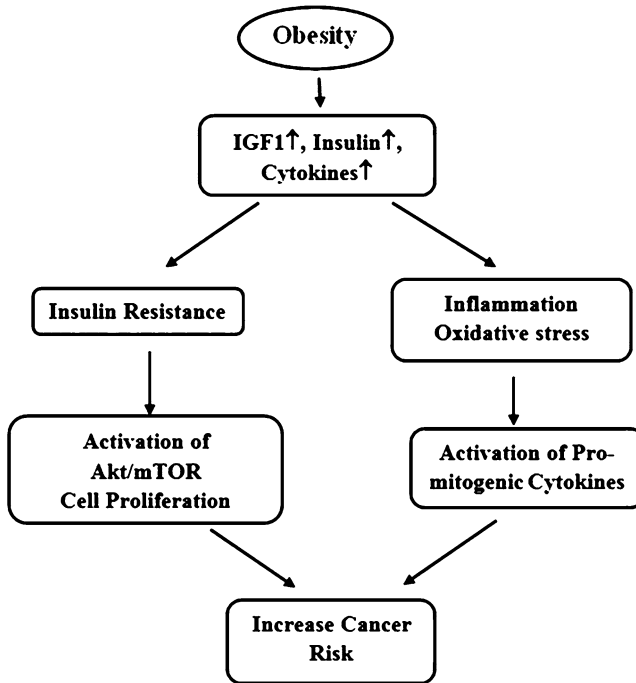 Obesity
IGF1↑, Insulin↑,
Cytokines↑
Insulin Resistance
Inflammation
Oxidative stress
Activation of
Akt/mTOR
Cell Proliferation
Activation of Pro-
mitogenic Cytokines
Increase Cancer
Risk